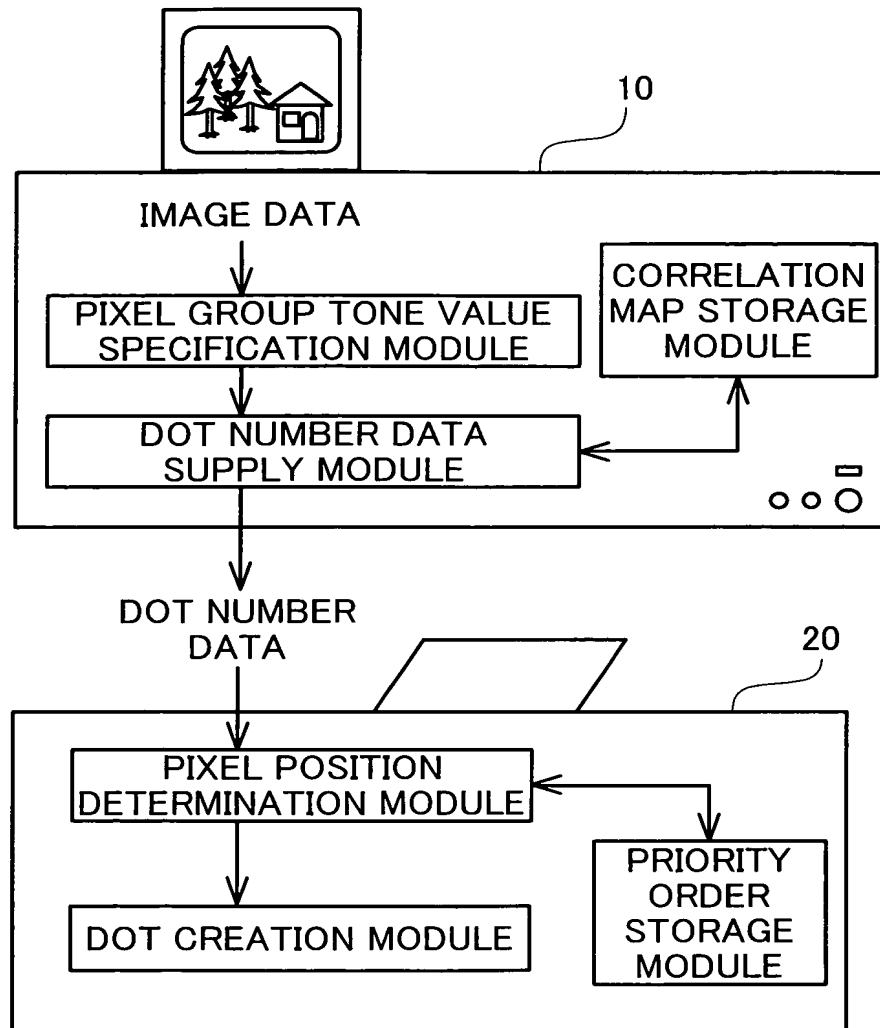 10
IMAGE DATA
PIXEL GROUP TONE VALUE
SPECIFICATION MODULE
CORRELATION
MAP STORAGE
MODULE
DOT NUMBER DATA
SUPPLY MODULE
DOT NUMBER
DATA
20
PIXEL POSITION
DETERMINATION MODULE
PRIORITY
ORDER
STORAGE
MODULE
DOT CREATION MODULE